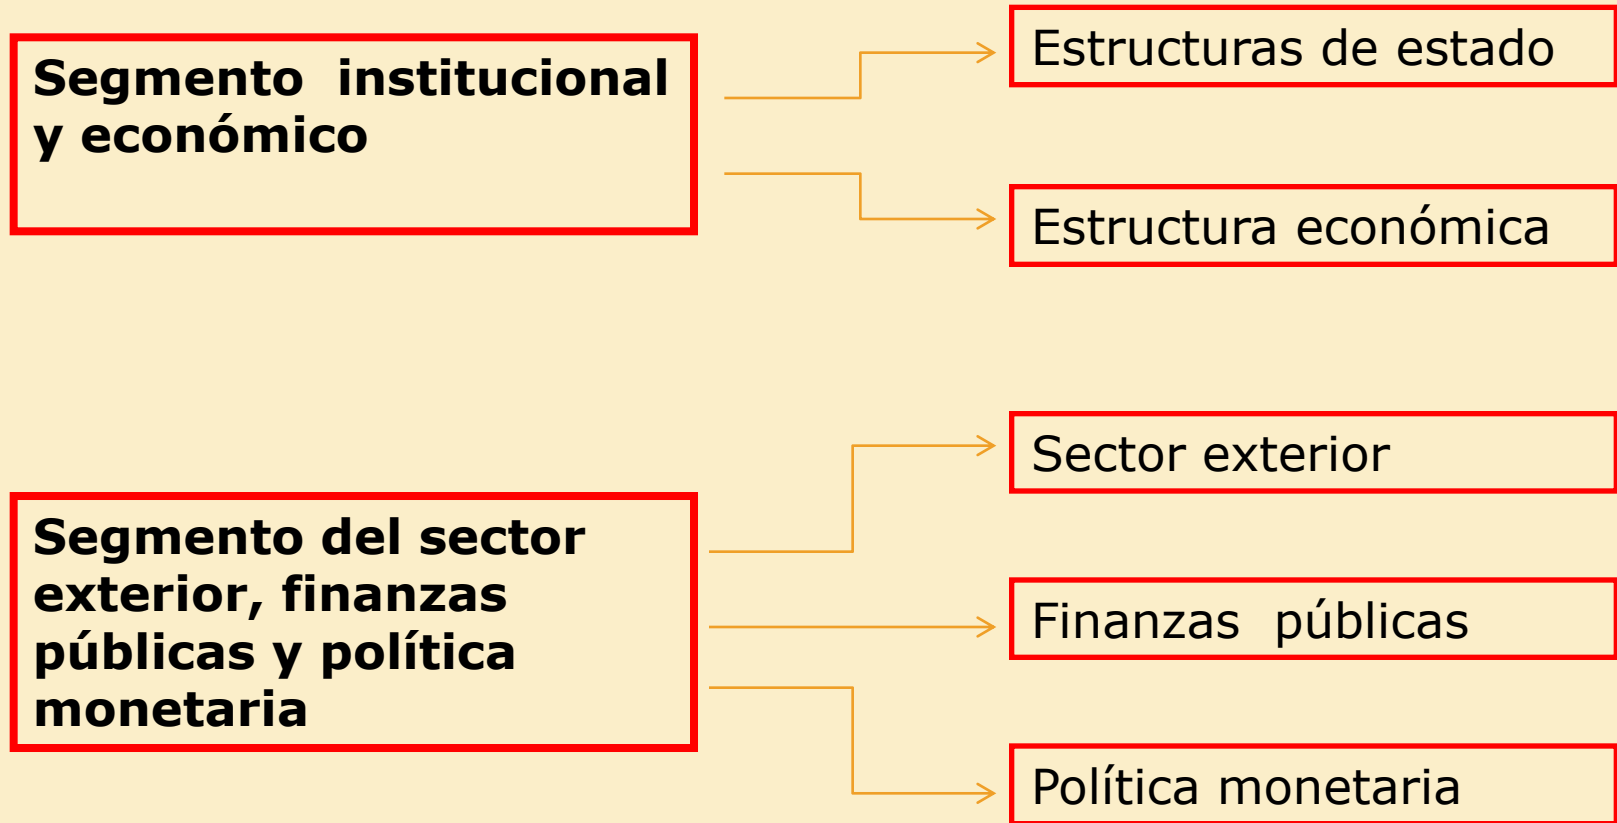 Segmento institucional
y económico
Estructuras de estado
Estructura económica
Segmento del sector
exterior, finanzas
públicas y política
monetaria
Sector exterior
Finanzas públicas
Política monetaria